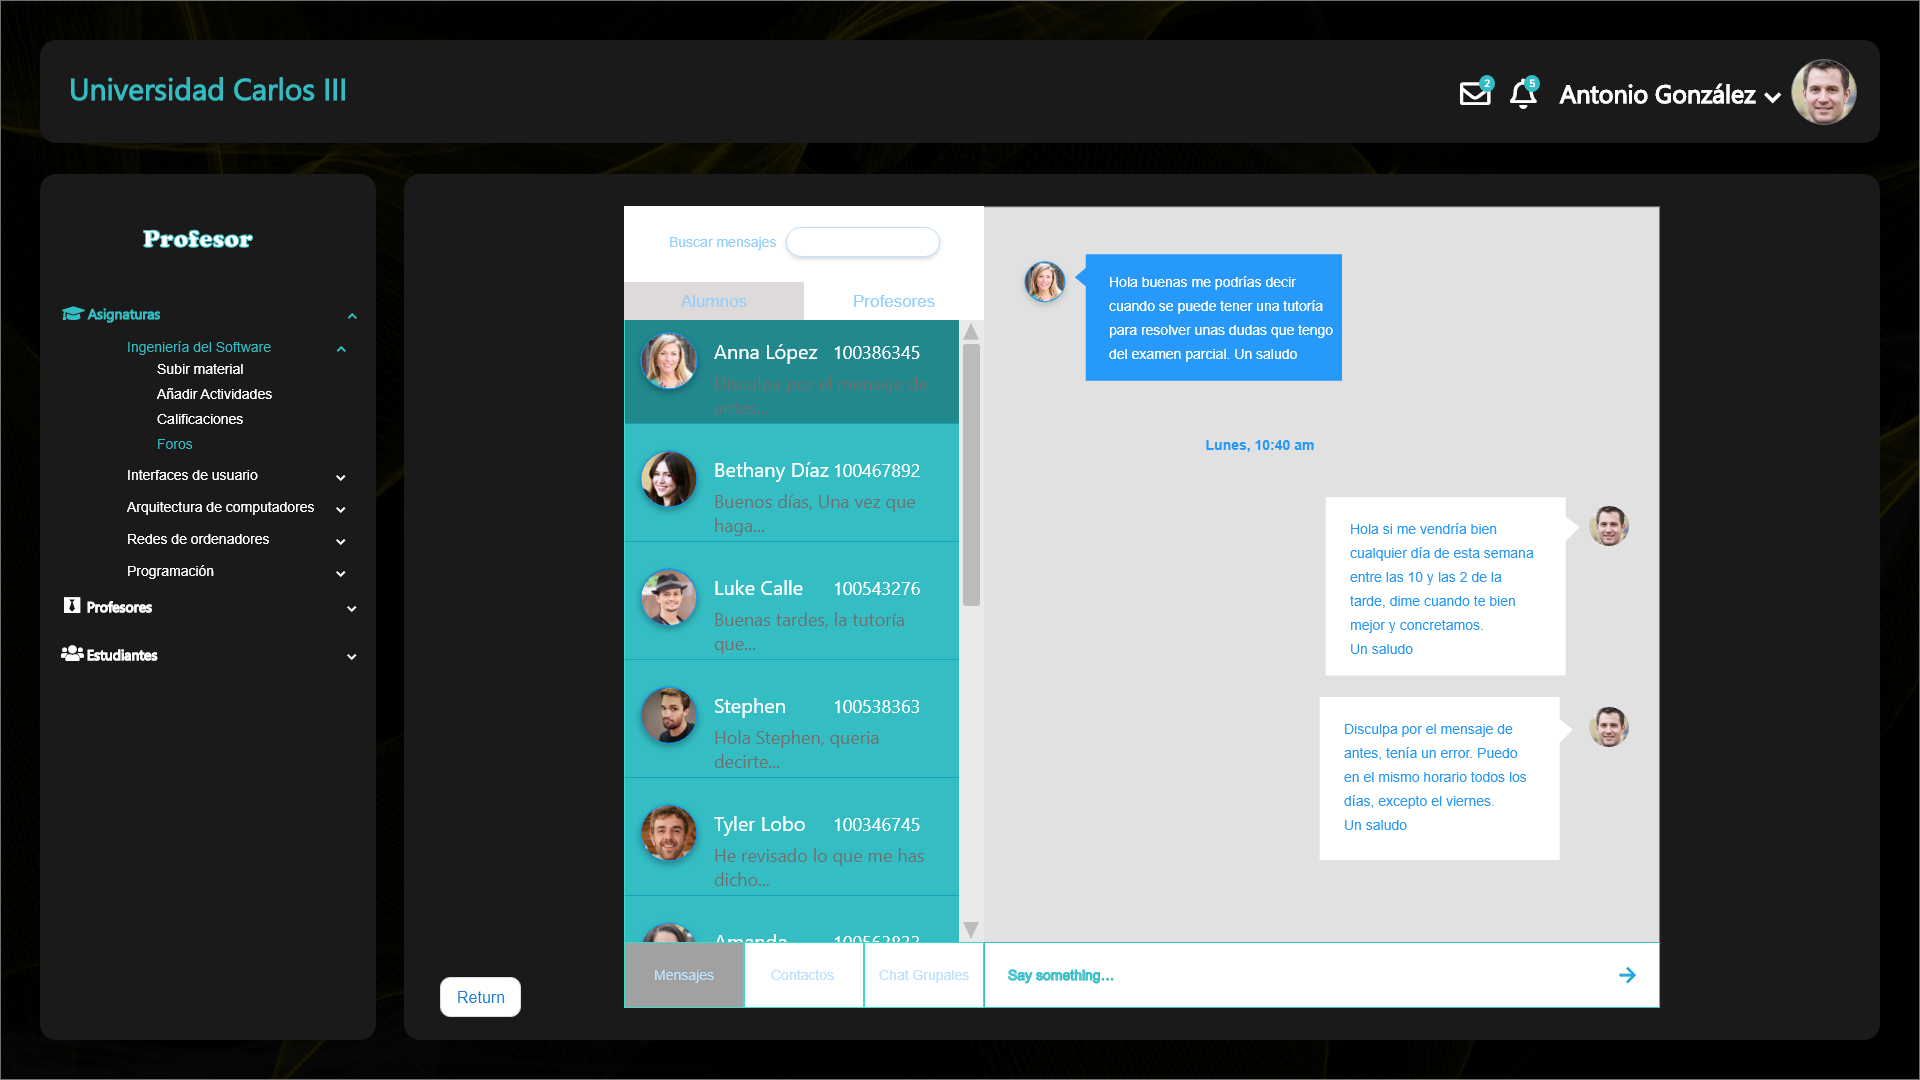 Universidad Carlos III
2
5
Antonio González
Profesor
Asignaturas
Ingeniería del Software
Subir material
Añadir Actividades
Calificaciones
Foros
Interfaces de usuario
Arquitectura de computadores
Redes de ordenadores
Programación
Profesores
Estudiantes
Return
Buscar mensajes
Alumnos
Profesores
Anna López 100386345
Disculpa por el mensaje de
antes...
Bethany Díaz 100467892
Buenos días, Una vez que
haga...
Luke Calle 100543276
Buenas tardes, la tutoría
que...
Stephen 100538363
Hola Stephen, queria
decirte...
Tyler Lobo 100346745
He revisado lo que me has
dicho...
Amanda 100563833
Mensajes
Contactos
Chat Grupales
Hola buenas me podrías decir
cuando se puede tener una tutoría
para resolver unas dudas que tengo
del examen parcial. Un saludo
Lunes, 10:40 am
Hola si me vendría bien
cualquier día de esta semana
entre las 10 y las 2 de la
tarde, dime cuando te bien
mejor y concretamos.
Un saludo
Disculpa por el mensaje de
antes, tenía un error. Puedo
en el mismo horario todos los
días, excepto el viernes.
Un saludo
Say something...